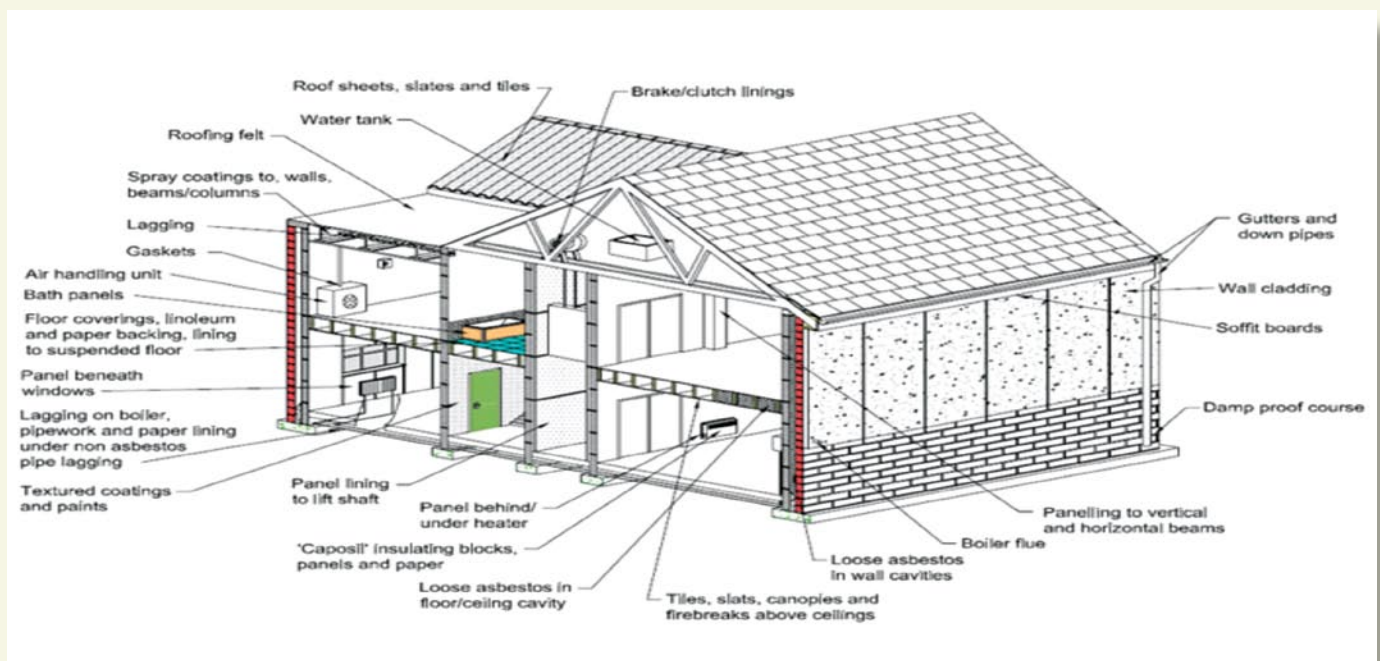 Roof sheets, slates and tiles
Brake/clutch linings
Water tank
Roofing felt
Spray coatings to, walls,
beams/columns
Lagging
Gaskets
Air handling unit
Bath panels
Floor coverings, linoleum
and paper backing, lining
to suspended floor
Panel beneath
windows
Lagging on boiler,
pipework and paper lining
under non asbestos
pipe lagging
Textured coatings
and paints
Panel lining
to lift shaft
Panel behind/
under heater
'Caposil' insulating blocks,
panels and paper
Loose asbestos in
floor/ceiling cavity
Tiles, slats, canopies and
firebreaks above ceilings
Loose asbestos
in wall cavities
Boiler flue
Panelling to vertical
and horizontal beams
Damp proof course
Soffit boards
Wall cladding
Gutters and
down pipes